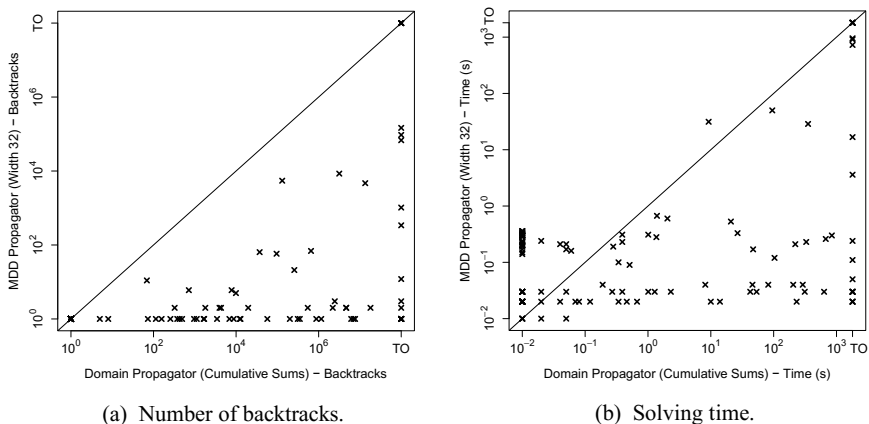 MDD Propagator (Width 32) − Backtracks
TO
10^6
10^4
10^2
10^0
10^0 10^2 10^4 10^6 TO
Domain Propagator (Cumulative Sums) − Backtracks
(a) Number of backtracks.
MDD Propagator (Width 32) − Time (s)
10^3 TO
10^2
10^1
10^0
10^−1
10^−2
10^−2 10^−1 10^0 10^1 10^2 10^3 TO
Domain Propagator (Cumulative Sums) − Time (s)
(b) Solving time.